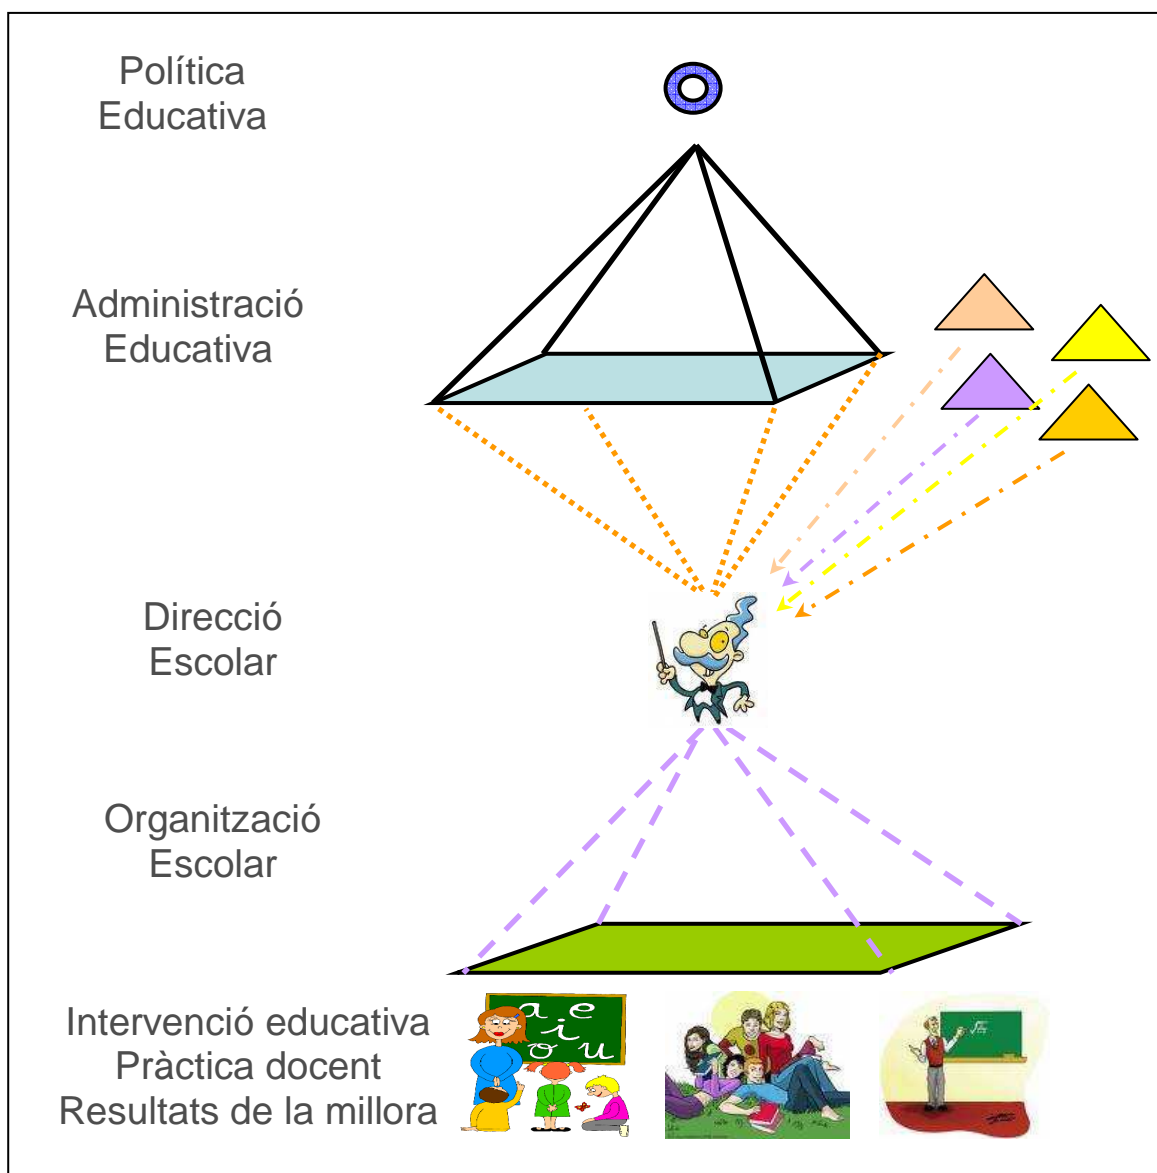 Política
Educativa
Administració
Educativa
Direcció
Escolar
Organització
Escolar
Intervenció educativa
Pràctica docent
Resultats de la millora
a e
i
o u